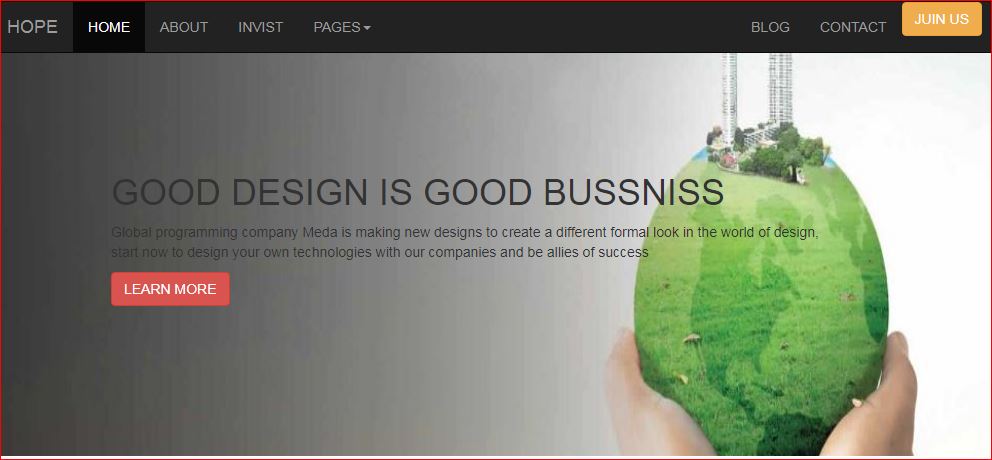 HOPE HOME ABOUT INVIST PAGES BLOG CONTACT JUIN US
GOOD DESIGN IS GOOD BUSSNISS
Global programming company Meda is making new designs to create a different formal look in the world of design,
start now to design your own technologies with our companies and be allies of success
LEARN MORE